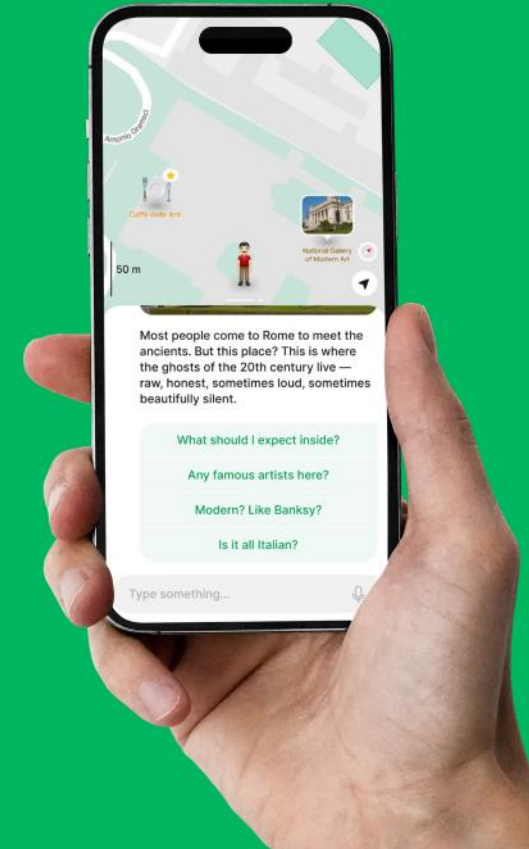 Antonio Gramsci
Caffè delle Arti
National Gallery
of Modern Art
50 m
Most people come to Rome to meet the
ancients. But this place? This is where
the ghosts of the 20th century live —
raw, honest, sometimes loud, sometimes
beautifully silent.
What should I expect inside?
Any famous artists here?
Modern? Like Banksy?
Is it all Italian?
Type something...